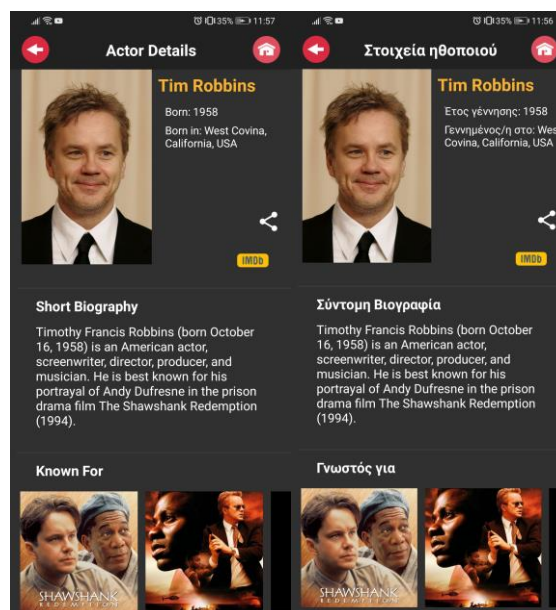 35% 11:57
Actor Details
Tim Robbins
Born: 1958
Born in: West Covina,
California, USA
IMDb
Short Biography
Timothy Francis Robbins (born October
16, 1958) is an American actor,
screenwriter, director, producer, and
musician. He is best known for his
portrayal of Andy Dufresne in the prison
drama film The Shawshank Redemption
(1994).
Known For
SHAWSHANK
REDEMPTION
35% 11:56
Στοιχεία ηθοποιού
Tim Robbins
Έτος γέννησης: 1958
Γεννημένος/η στο: Wes
Covina, California, USA
IMDb
Σύντομη Βιογραφία
Timothy Francis Robbins (born October
16, 1958) is an American actor,
screenwriter, director, producer, and
musician. He is best known for his
portrayal of Andy Dufresne in the prison
drama film The Shawshank Redemption
(1994).
Γνωστός για
SHAWSHANK
REDEMPTION